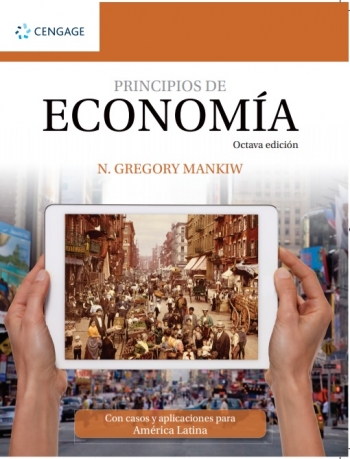 CENGAGE
PRINCIPIOS DE
ECONOMÍA
Octava edición
N. GREGORY MANKIW
Con casos y aplicaciones para
América Latina